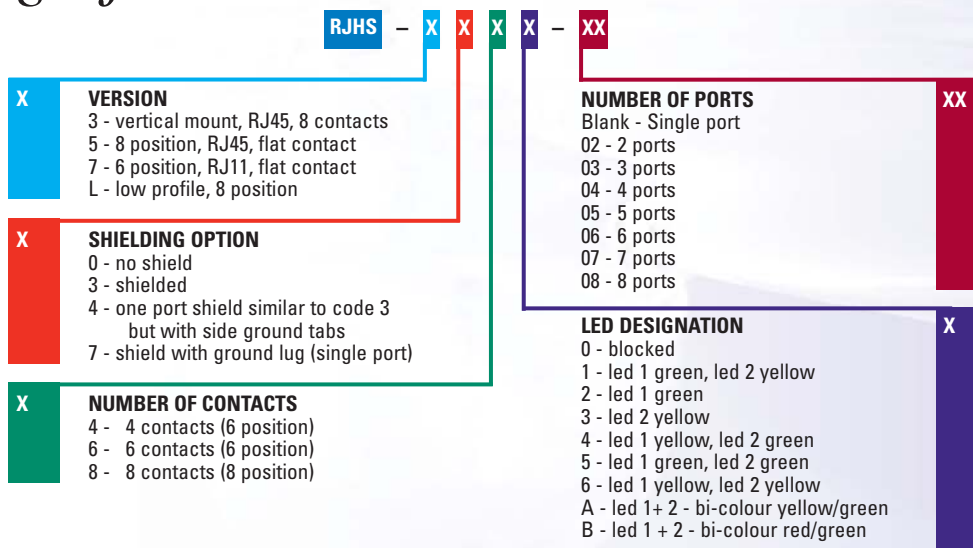 RJHS – X X X X – XX
X VERSION
3 - vertical mount, RJ45, 8 contacts
5 - 8 position, RJ45, flat contact
7 - 6 position, RJ11, flat contact
L - low profile, 8 position
X SHIELDING OPTION
0 - no shield
3 - shielded
4 - one port shield similar to code 3
but with side ground tabs
7 - shield with ground lug (single port)
X NUMBER OF CONTACTS
4 - 4 contacts (6 position)
6 - 6 contacts (6 position)
8 - 8 contacts (8 position)
NUMBER OF PORTS XX
Blank - Single port
02 - 2 ports
03 - 3 ports
04 - 4 ports
05 - 5 ports
06 - 6 ports
07 - 7 ports
08 - 8 ports
LED DESIGNATION X
0 - blocked
1 - led 1 green, led 2 yellow
2 - led 1 green
3 - led 2 yellow
4 - led 1 yellow, led 2 green
5 - led 1 green, led 2 green
6 - led 1 yellow, led 2 yellow
A - led 1+ 2 - bi-colour yellow/green
B - led 1 + 2 - bi-colour red/green